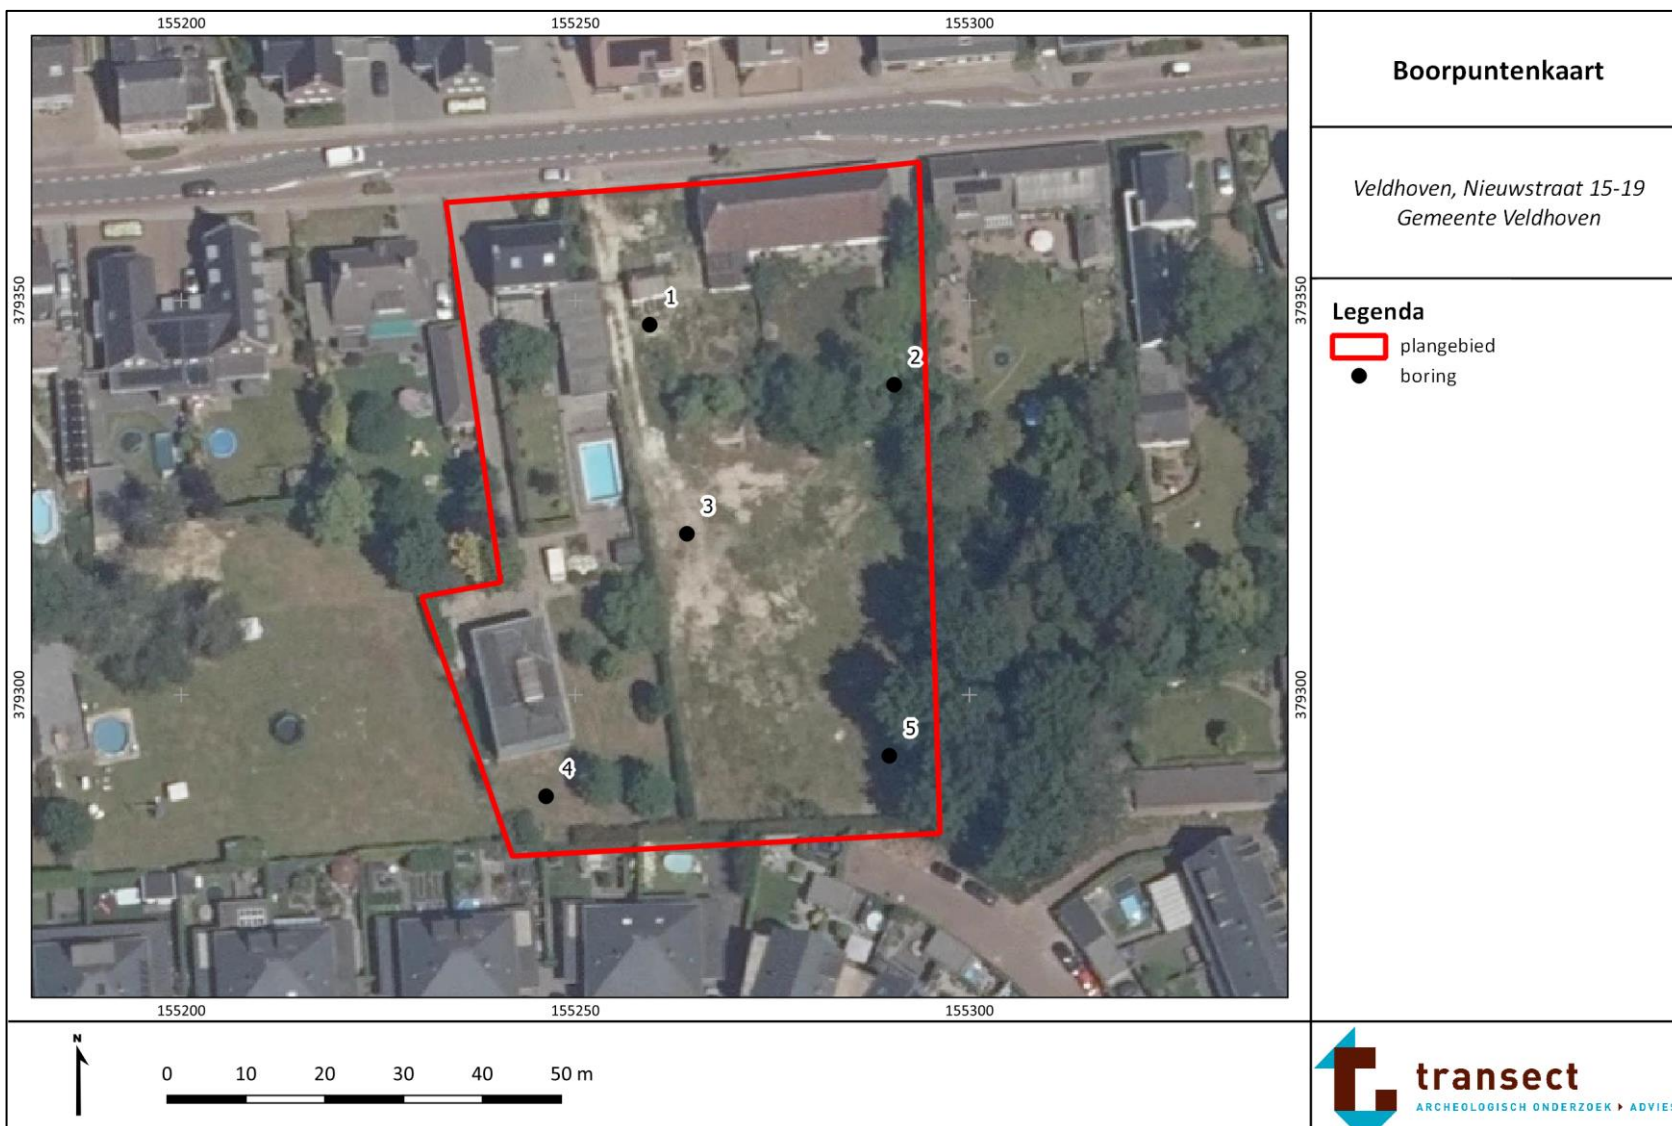 155200 155250 155300
Boorpuntenkaart
Veldhoven, Nieuwstraat 15-19
Gemeente Veldhoven
379350
379350
Legenda
plangebied
boring
1
2
3
379300
379300
5
4
155200 155250 155300
N
0 10 20 30 40 50 m
transect
ARCHEOLOGISCH ONDERZOEK ▸ ADVIES